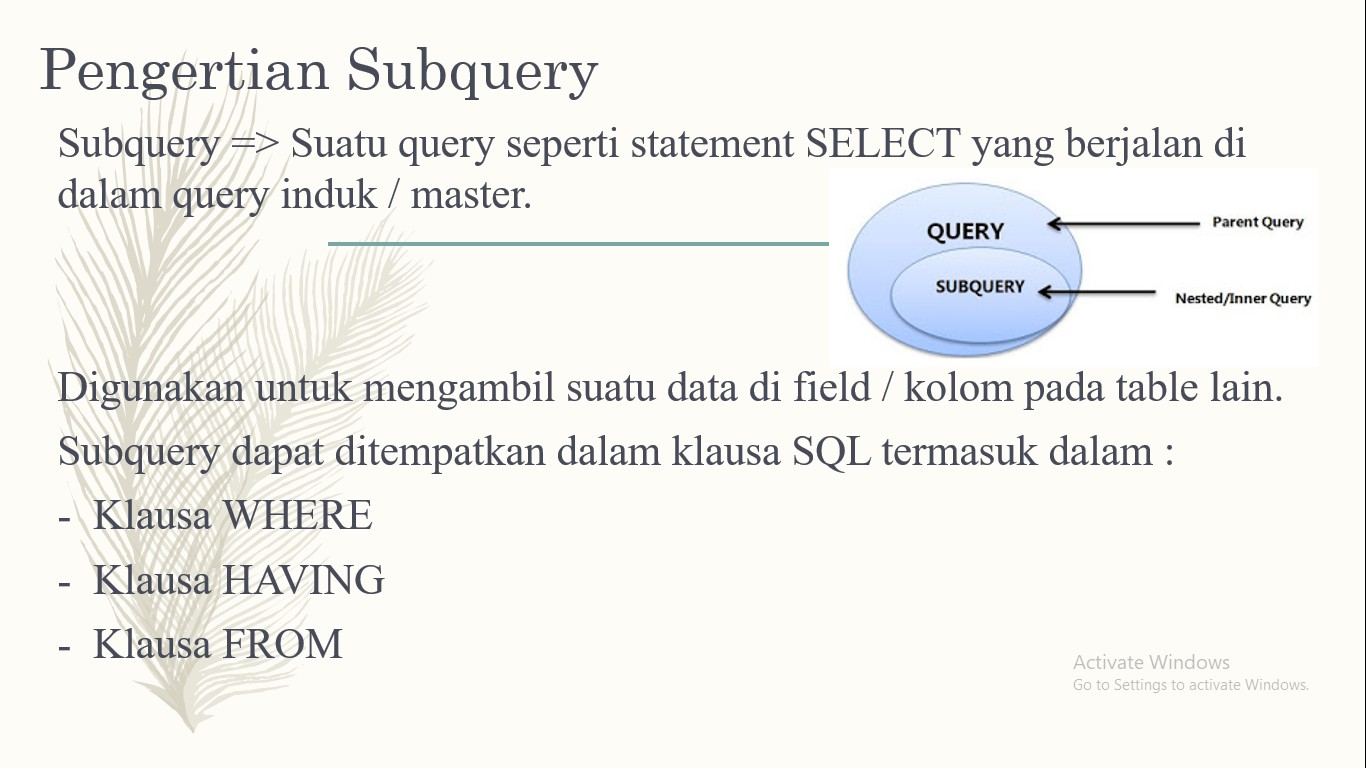 Pengertian Subquery
Subquery => Suatu query seperti statement SELECT yang berjalan di
dalam query induk / master.
QUERY
Parent Query
SUBQUERY
Nested/Inner Query
Digunakan untuk mengambil suatu data di field / kolom pada table lain.
Subquery dapat ditempatkan dalam klausa SQL termasuk dalam :
- Klausa WHERE
- Klausa HAVING
- Klausa FROM
Activate Windows
Go to Settings to activate Windows.